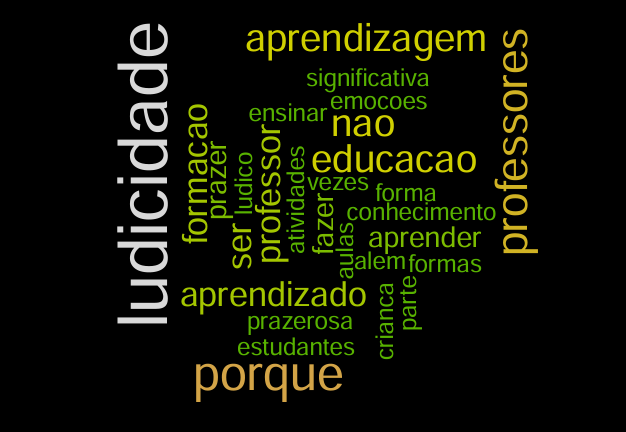 ludicidade
aprendizagem
professores
significativa
emocoes
ensinar
nao
formacao
prazer
ludico
professor
atividades
educacao
vezes
forma
conhecimento
fazer
ser
aulas
aprender
alem
formas
aprendizado
crianca
parte
prazerosa
estudantes
porque